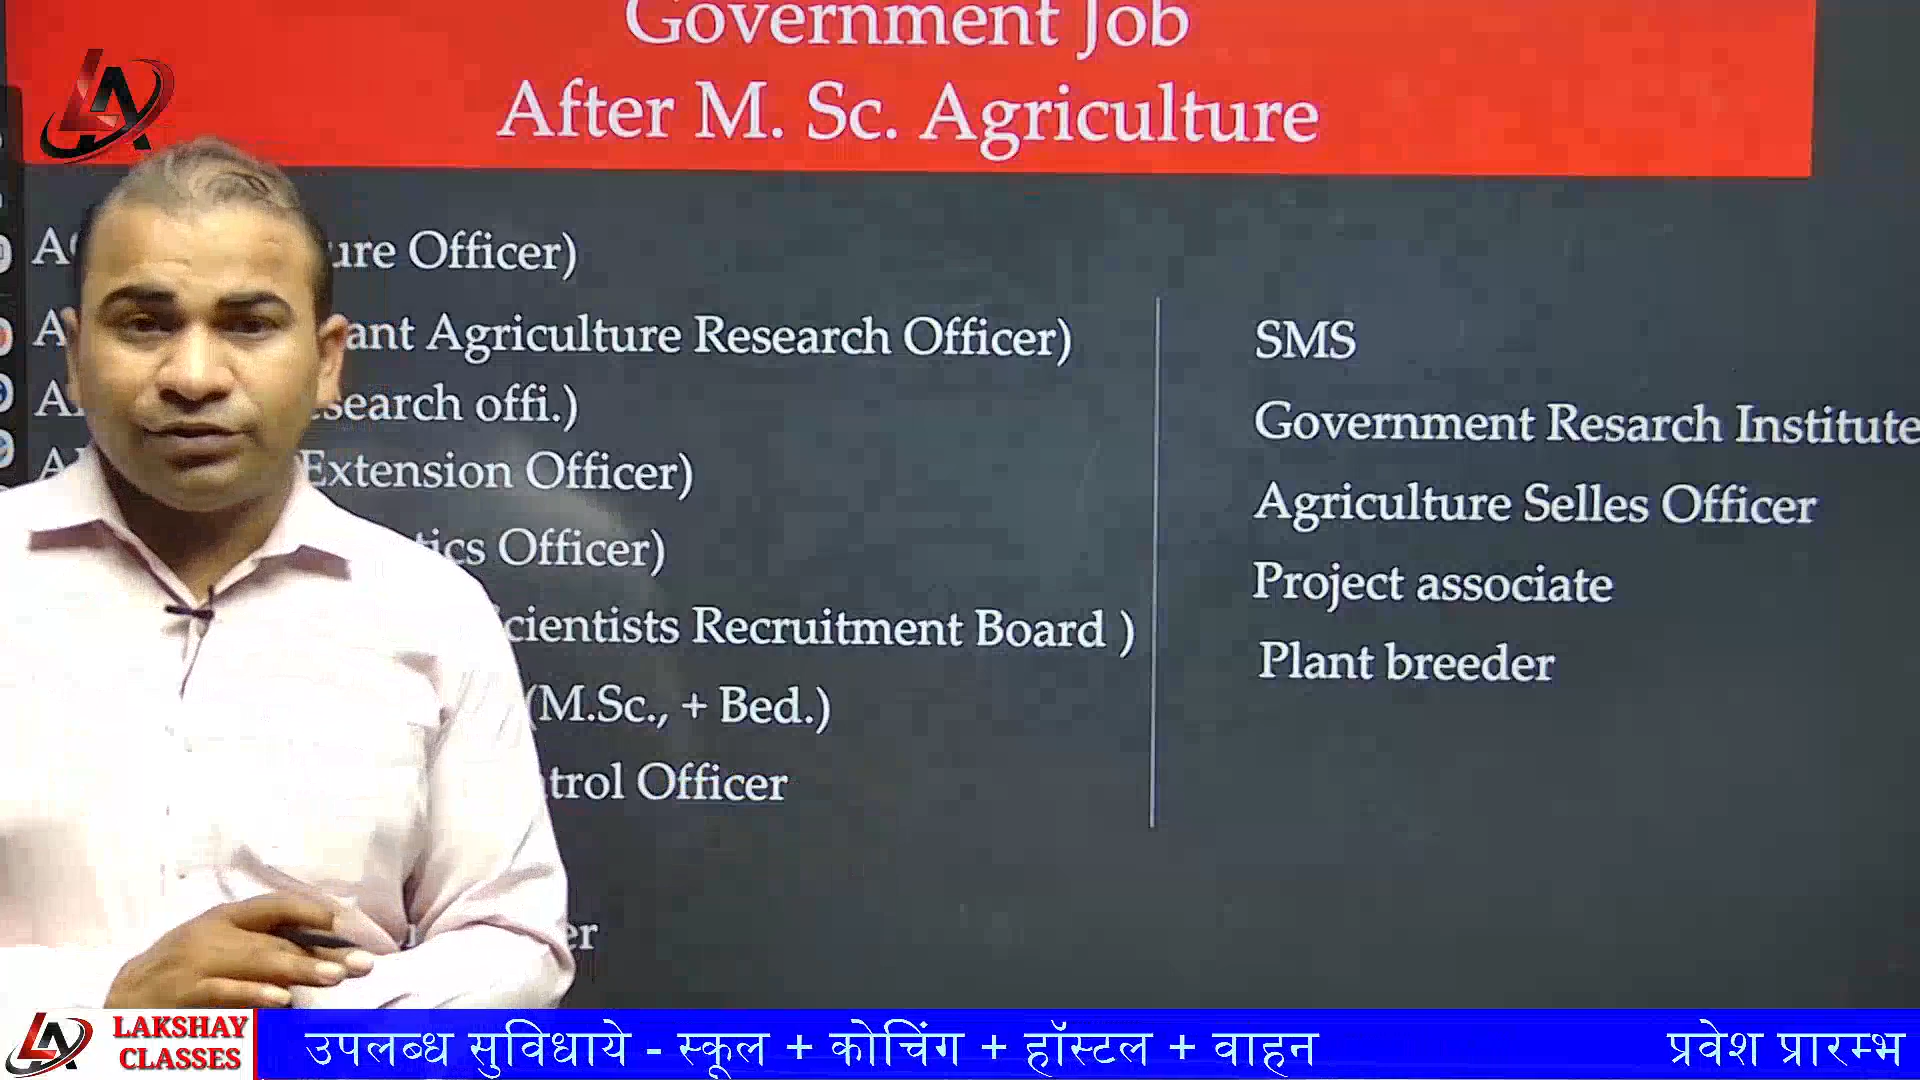 Government Job
After M. Sc. Agriculture
ure Officer)
ant Agriculture Research Officer)
search offi.)
Extension Officer)
tics Officer)
cientists Recruitment Board )
(M.Sc., + Bed.)
trol Officer
er
SMS
Government Resarch Institute
Agriculture Selles Officer
Project associate
Plant breeder
LA
LAKSHAY
CLASSES
उपलब्ध सुविधाये - स्कूल + कोचिंग + हॉस्टल + वाहन
प्रवेश प्रारम्भ